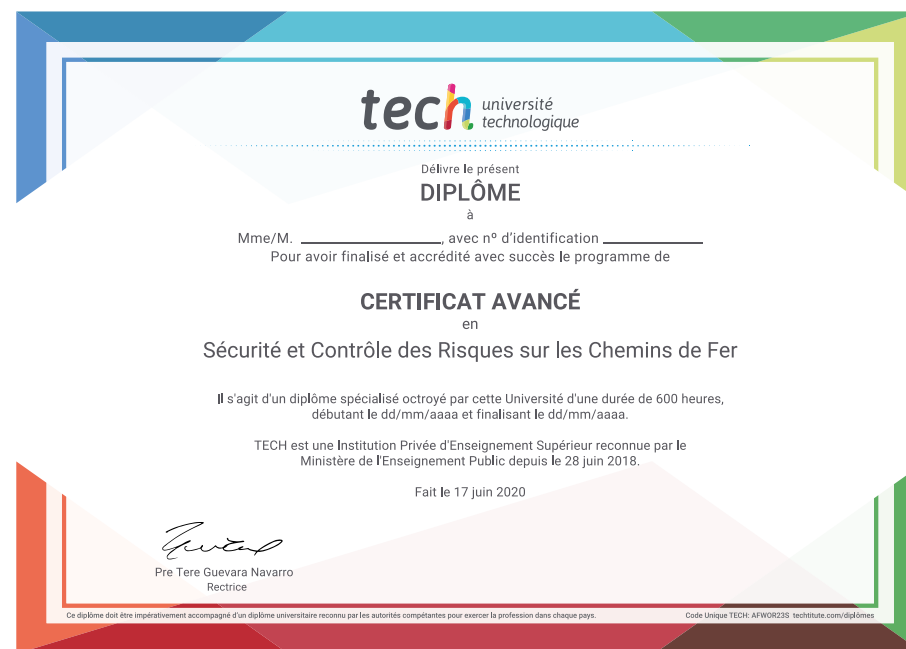 tech université
technologique
Délivre le présent
DIPLÔME
à
Mme/M. ____________________, avec nº d'identification ______________
Pour avoir finalisé et accrédité avec succès le programme de
CERTIFICAT AVANCÉ
en
Sécurité et Contrôle des Risques sur les Chemins de Fer
Il s'agit d'un diplôme spécialisé octroyé par cette Université d'une durée de 600 heures,
débutant le dd/mm/aaaa et finalisant le dd/mm/aaaa.
TECH est une Institution Privée d'Enseignement Supérieur reconnue par le
Ministère de l'Enseignement Public depuis le 28 juin 2018.
Fait le 17 juin 2020
Pre Tere Guevara Navarro
Rectrice
Ce diplôme doit être impérativement accompagné d'un diplôme universitaire reconnu par les autorités compétantes pour exercer la profession dans chaque pays.
Code Unique TECH: AFWOR23S techtitute.com/diplômes